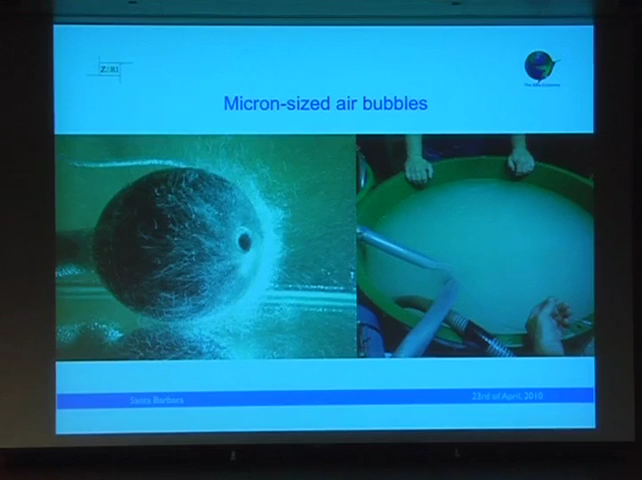 ZERI
Micron-sized air bubbles
Santa Barbara
23rd of April, 2010